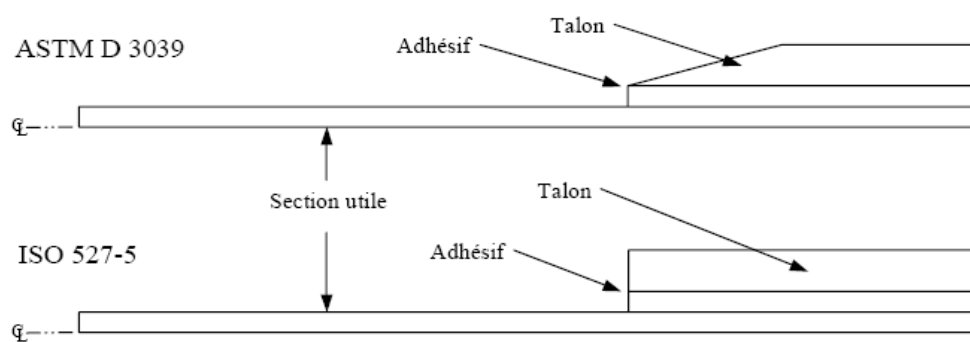 ASTM D 3039
Adhésif
Talon
℄
Section utile
Talon
ISO 527-5
Adhésif
℄